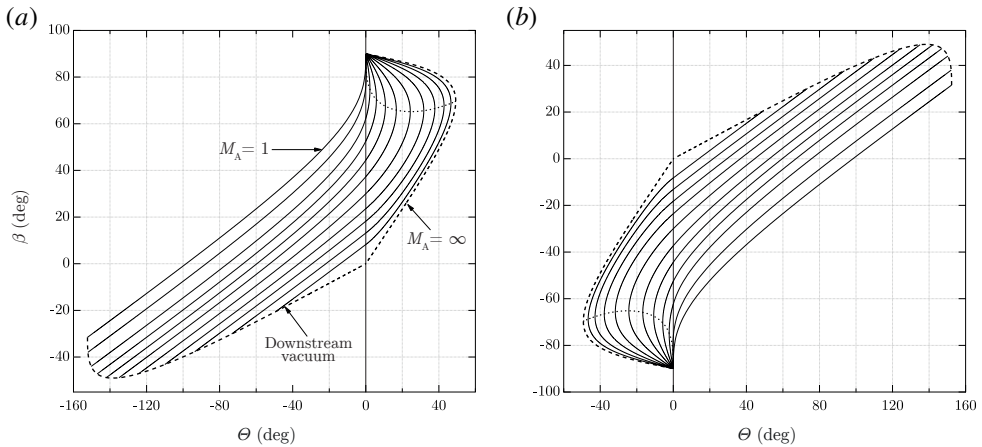 (a)
100
80
60
40
20
0
-20
-40
β (deg)
M_A = 1
M_A = ∞
Downstream
vacuum
-160 -120 -80 -40 0 40
Θ (deg)
(b)
40
20
0
-20
-40
-60
-80
-100
-40 0 40 80 120 160
Θ (deg)